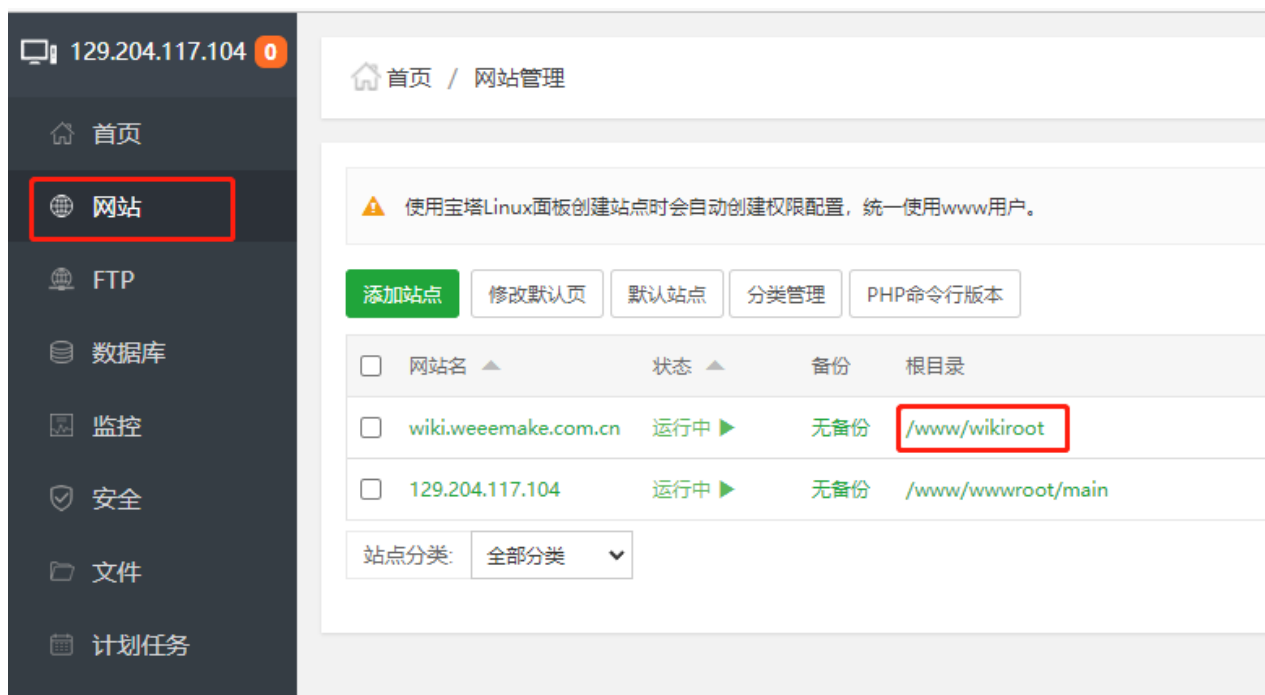 129.204.117.104 0
首页
网站
FTP
数据库
监控
安全
文件
计划任务
首页 / 网站管理
使用宝塔Linux面板创建站点时会自动创建权限配置，统一使用www用户。
添加站点 修改默认页 默认站点 分类管理 PHP命令行版本
网站名 状态 备份 根目录
wiki.weeemake.com.cn 运行中 无备份 /www/wikiroot
129.204.117.104 运行中 无备份 /www/wwwroot/main
站点分类: 全部分类